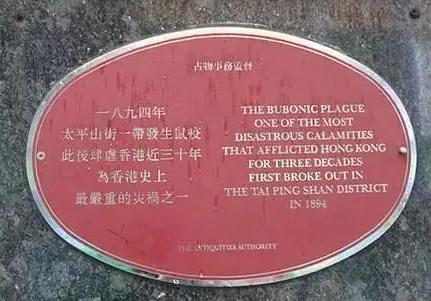 古物事務監督
一八九四年
太平山街一帶發生鼠疫
此後肆虐香港近三十年
為香港史上
最嚴重的災禍之一
THE BUBONIC PLAGUE
ONE OF THE MOST
DISASTROUS CALAMITIES
THAT AFFLICTED HONG KONG
FOR THREE DECADES
FIRST BROKE OUT IN
THE TAI PING SHAN DISTRICT
IN 1894
THE ANTIQUITIES AUTHORITY